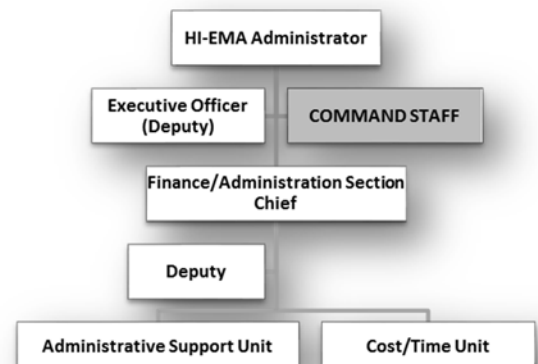 HI-EMA Administrator
Executive Officer
(Deputy)
COMMAND STAFF
Finance/Administration Section
Chief
Deputy
Administrative Support Unit
Cost/Time Unit